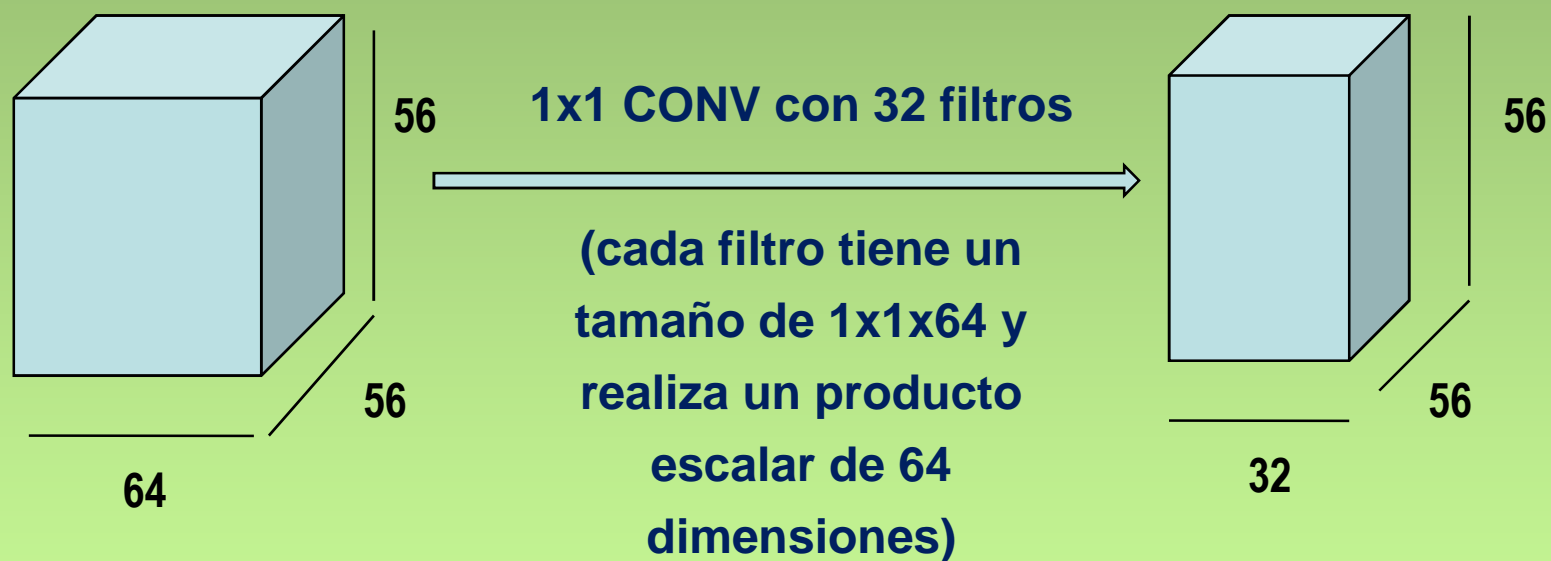 56
1x1 CONV con 32 filtros
56
(cada filtro tiene un
tamaño de 1x1x64 y
realiza un producto
escalar de 64
dimensiones)
56
64
56
32